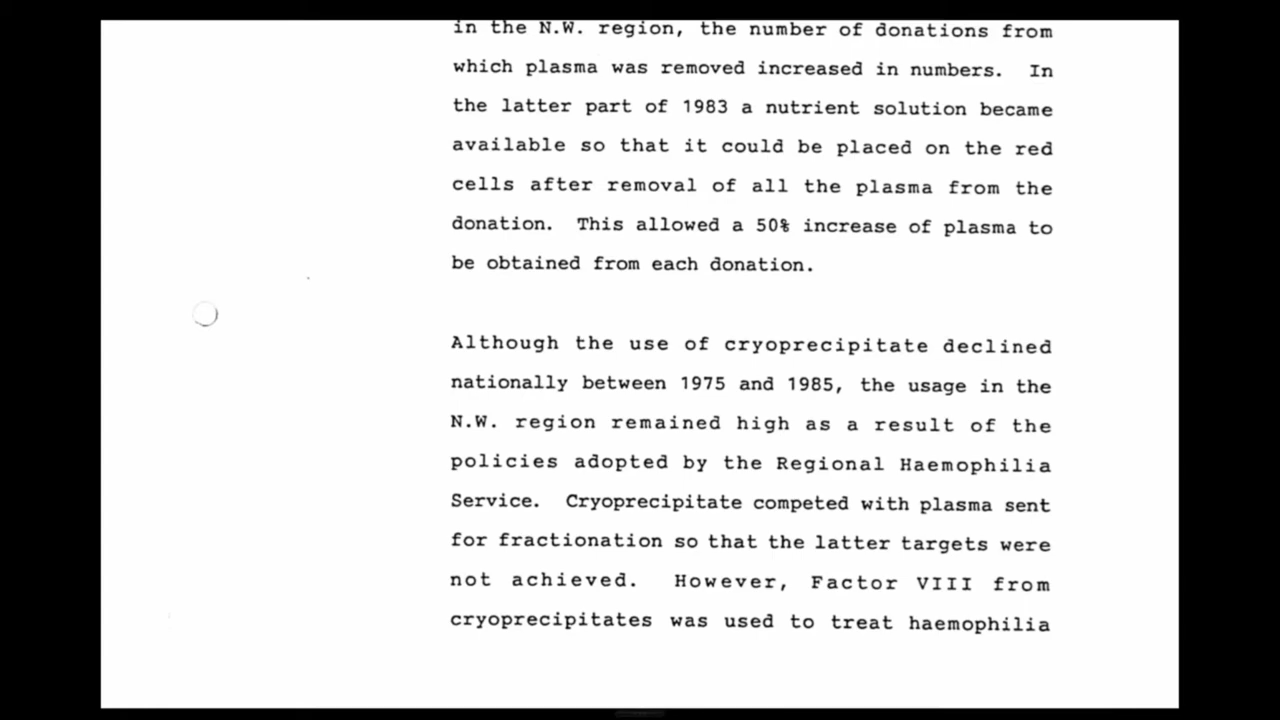 in the N.W. region, the number of donations from
which plasma was removed increased in numbers. In
the latter part of 1983 a nutrient solution became
available so that it could be placed on the red
cells after removal of all the plasma from the
donation. This allowed a 50% increase of plasma to
be obtained from each donation.
Although the use of cryoprecipitate declined
nationally between 1975 and 1985, the usage in the
N.W. region remained high as a result of the
policies adopted by the Regional Haemophilia
Service. Cryoprecipitate competed with plasma sent
for fractionation so that the latter targets were
not achieved. However, Factor VIII from
cryoprecipitates was used to treat haemophilia